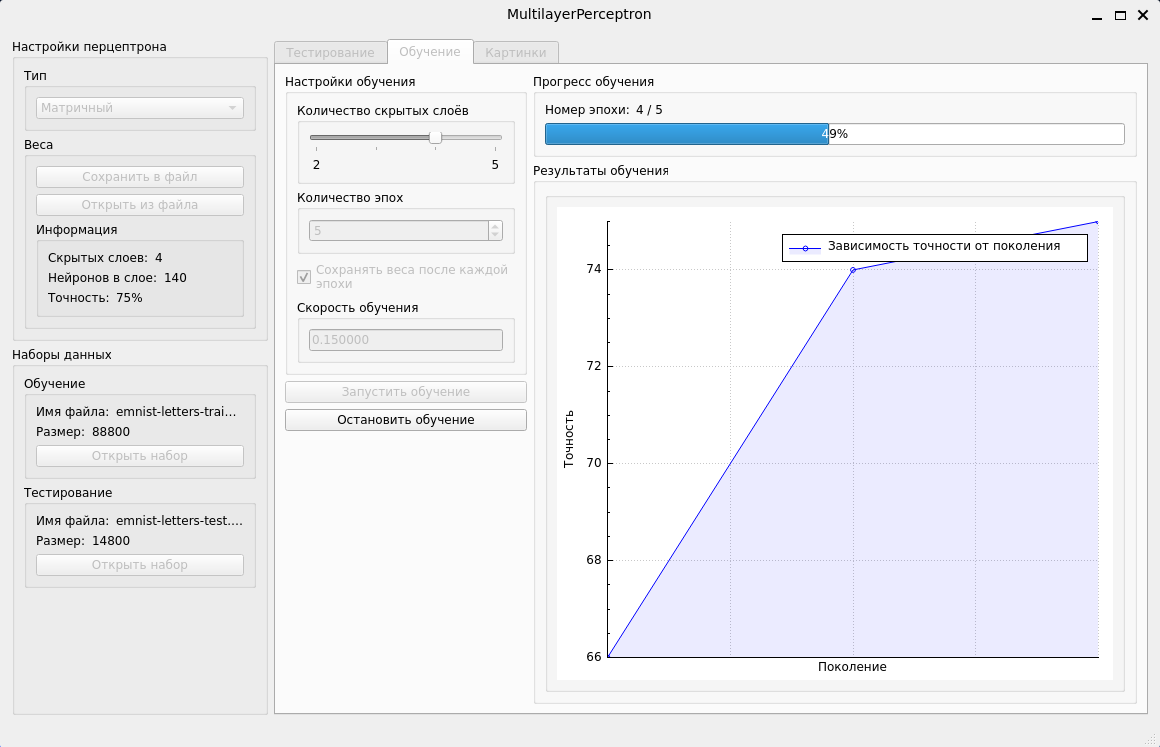 MultilayerPerceptron
Настройки перцептрона
Тип
Матричный
Веса
Сохранить в файл
Открыть из файла
Информация
Скрытых слоев: 4
Нейронов в слое: 140
Точность: 75%
Наборы данных
Обучение
Имя файла: emnist-letters-trai...
Размер: 88800
Открыть набор
Тестирование
Имя файла: emnist-letters-test....
Размер: 14800
Открыть набор
Тестирование Обучение Картинки
Настройки обучения
Количество скрытых слоёв
2 5
Количество эпох
5
Сохранять веса после каждой
эпохи
Скорость обучения
0.150000
Запустить обучение
Остановить обучение
Прогресс обучения
Номер эпохи: 4 / 5
49%
Результаты обучения
Зависимость точности от поколения
74
72
70
68
66
Точность
Поколение